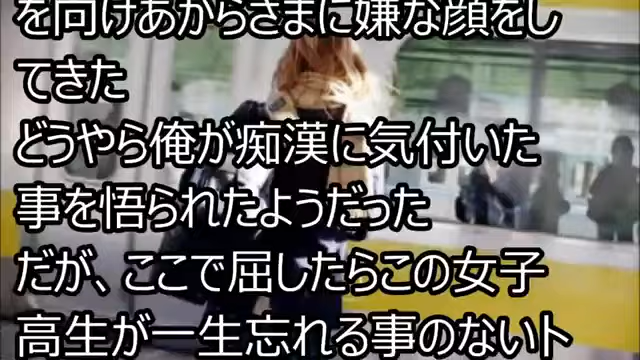 を向けあからさまに嫌な顔をし
てきた
どうやら俺が痴漢に気付いた
事を悟られたようだった
だが、ここで屈したらこの女子
高生が一生忘れる事のないト